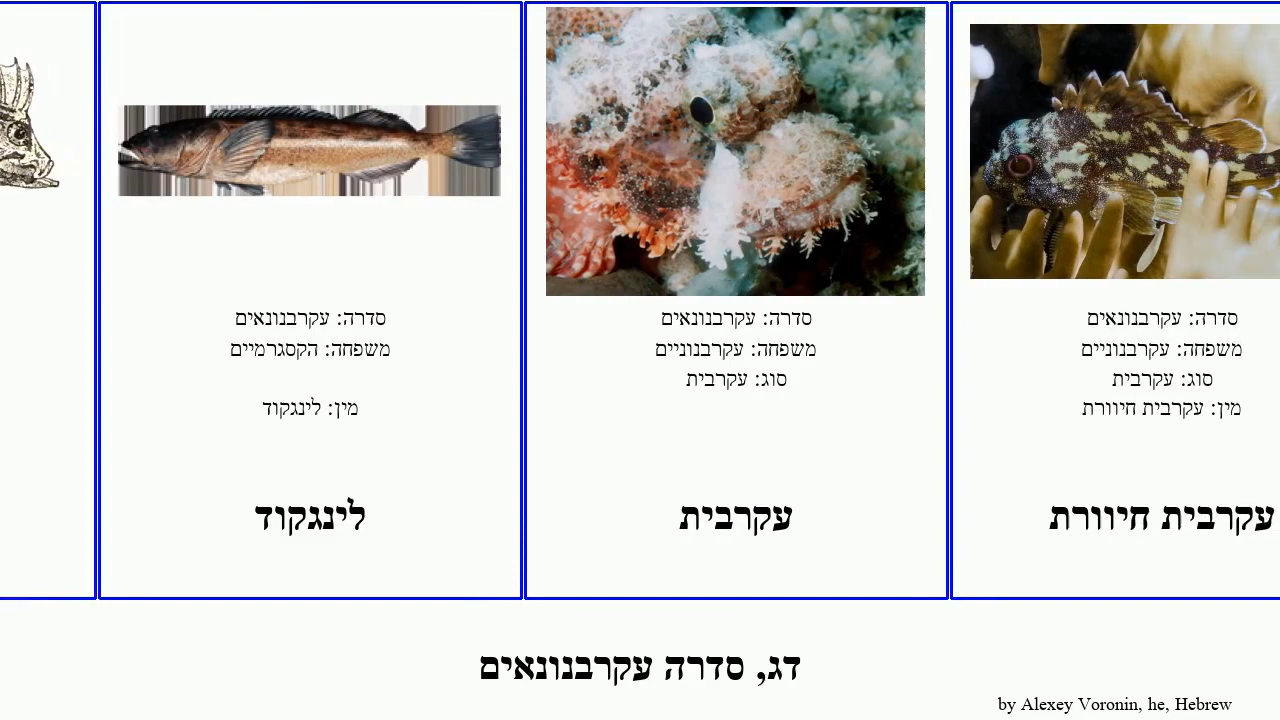 סדרה: עקרבנונאים
משפחה: הקסגרמיים
מין: לינגקוד
לינגקוד
סדרה: עקרבנונאים
משפחה: עקרבנוניים
סוג: עקרבית
עקרבית
סדרה: עקרבנונאים
משפחה: עקרבנוניים
סוג: עקרבית
מין: עקרבית חיוורת
עקרבית חיוורת
דג, סדרה עקרבנונאים
by Alexey Voronin, he, Hebrew